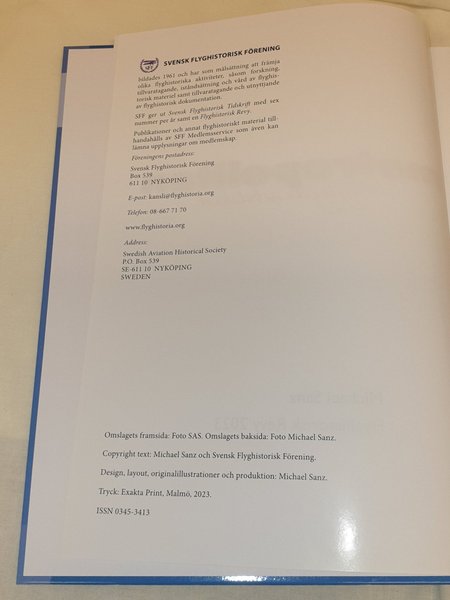 SFF
SVENSK FLYGHISTORISK FÖRENING
bildades 1961 och har som målsättning att främja
olika flyghistoriska aktiviteter, såsom forskning,
tillvaratagande, iståndsättning och vård av flyghis-
torisk materiel samt tillvaratagande och utnyttjande
av flyghistorisk dokumentation.
SFF ger ut Svensk Flyghistorisk Tidskrift med sex
nummer per år samt en Flyghistorisk Revy.
Publikationer och annat flyghistoriskt material till-
handahålls av SFF Medlemsservice som även kan
lämna upplysningar om medlemskap.
Föreningens postadress:
Svensk Flyghistorisk Förening
Box 539
611 10 NYKÖPING
E-post: kansli@flyghistoria.org
Telefon: 08-667 71 70
www.flyghistoria.org
Address:
Swedish Aviation Historical Society
P.O. Box 539
SE-611 10 NYKÖPING
SWEDEN
Omslagets framsida: Foto SAS. Omslagets baksida: Foto Michael Sanz.
Copyright text: Michael Sanz och Svensk Flyghistorisk Förening.
Design, layout, originalillustrationer och produktion: Michael Sanz.
Tryck: Exakta Print, Malmö, 2023.
ISSN 0345-3413